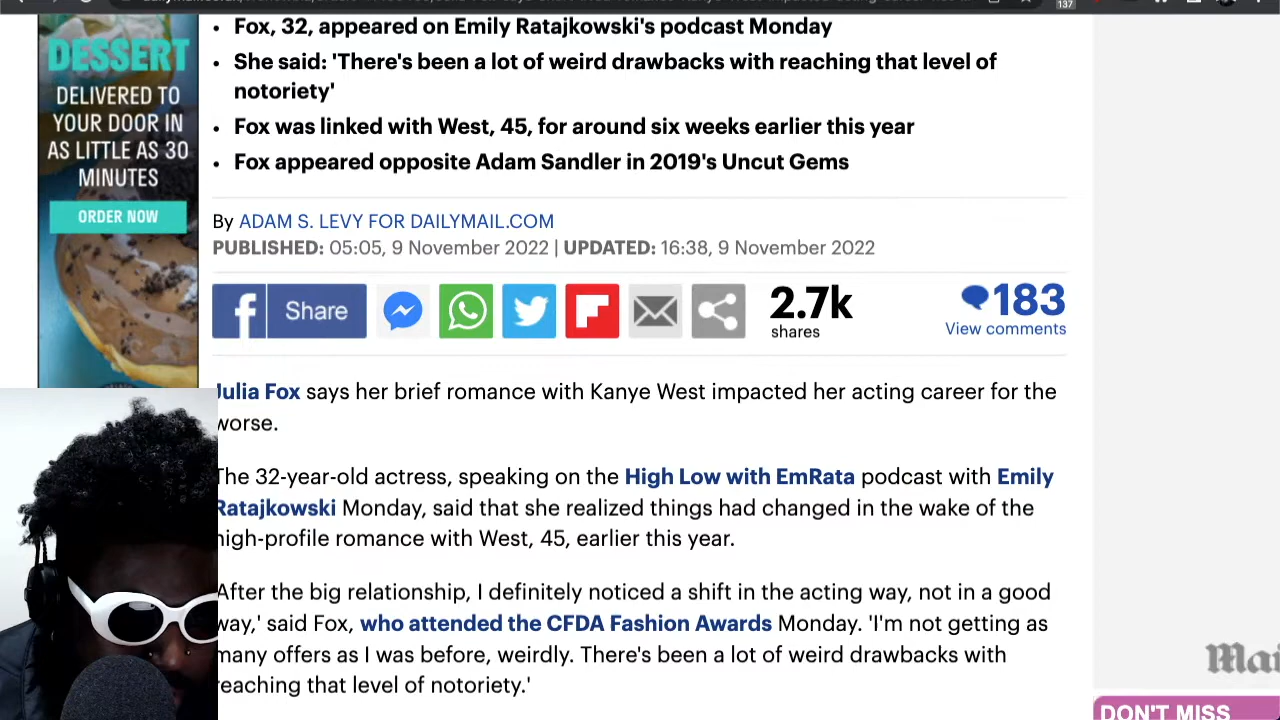 DESSERT
DELIVERED TO
YOUR DOOR IN
AS LITTLE AS 30
MINUTES
ORDER NOW
137
• Fox, 32, appeared on Emily Ratajkowski's podcast Monday
• She said: 'There's been a lot of weird drawbacks with reaching that level of
notoriety'
• Fox was linked with West, 45, for around six weeks earlier this year
• Fox appeared opposite Adam Sandler in 2019's Uncut Gems
By ADAM S. LEVY FOR DAILYMAIL.COM
PUBLISHED: 05:05, 9 November 2022 | UPDATED: 16:38, 9 November 2022
f Share
2.7k
shares
183
View comments
Julia Fox says her brief romance with Kanye West impacted her acting career for the
worse.
The 32-year-old actress, speaking on the High Low with EmRata podcast with Emily
Ratajkowski Monday, said that she realized things had changed in the wake of the
high-profile romance with West, 45, earlier this year.
'After the big relationship, I definitely noticed a shift in the acting way, not in a good
way,' said Fox, who attended the CFDA Fashion Awards Monday. 'I'm not getting as
many offers as I was before, weirdly. There's been a lot of weird drawbacks with
reaching that level of notoriety.'
DON'T MISS